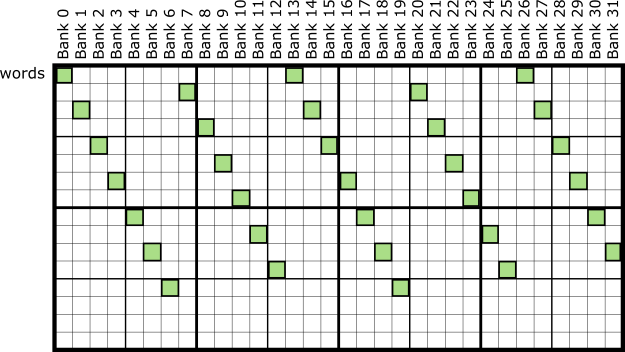 Bank 0
Bank 1
Bank 2
Bank 3
Bank 4
Bank 5
Bank 6
Bank 7
Bank 8
Bank 9
Bank 10
Bank 11
Bank 12
Bank 13
Bank 14
Bank 15
Bank 16
Bank 17
Bank 18
Bank 19
Bank 20
Bank 21
Bank 22
Bank 23
Bank 24
Bank 25
Bank 26
Bank 27
Bank 28
Bank 29
Bank 30
Bank 31
words